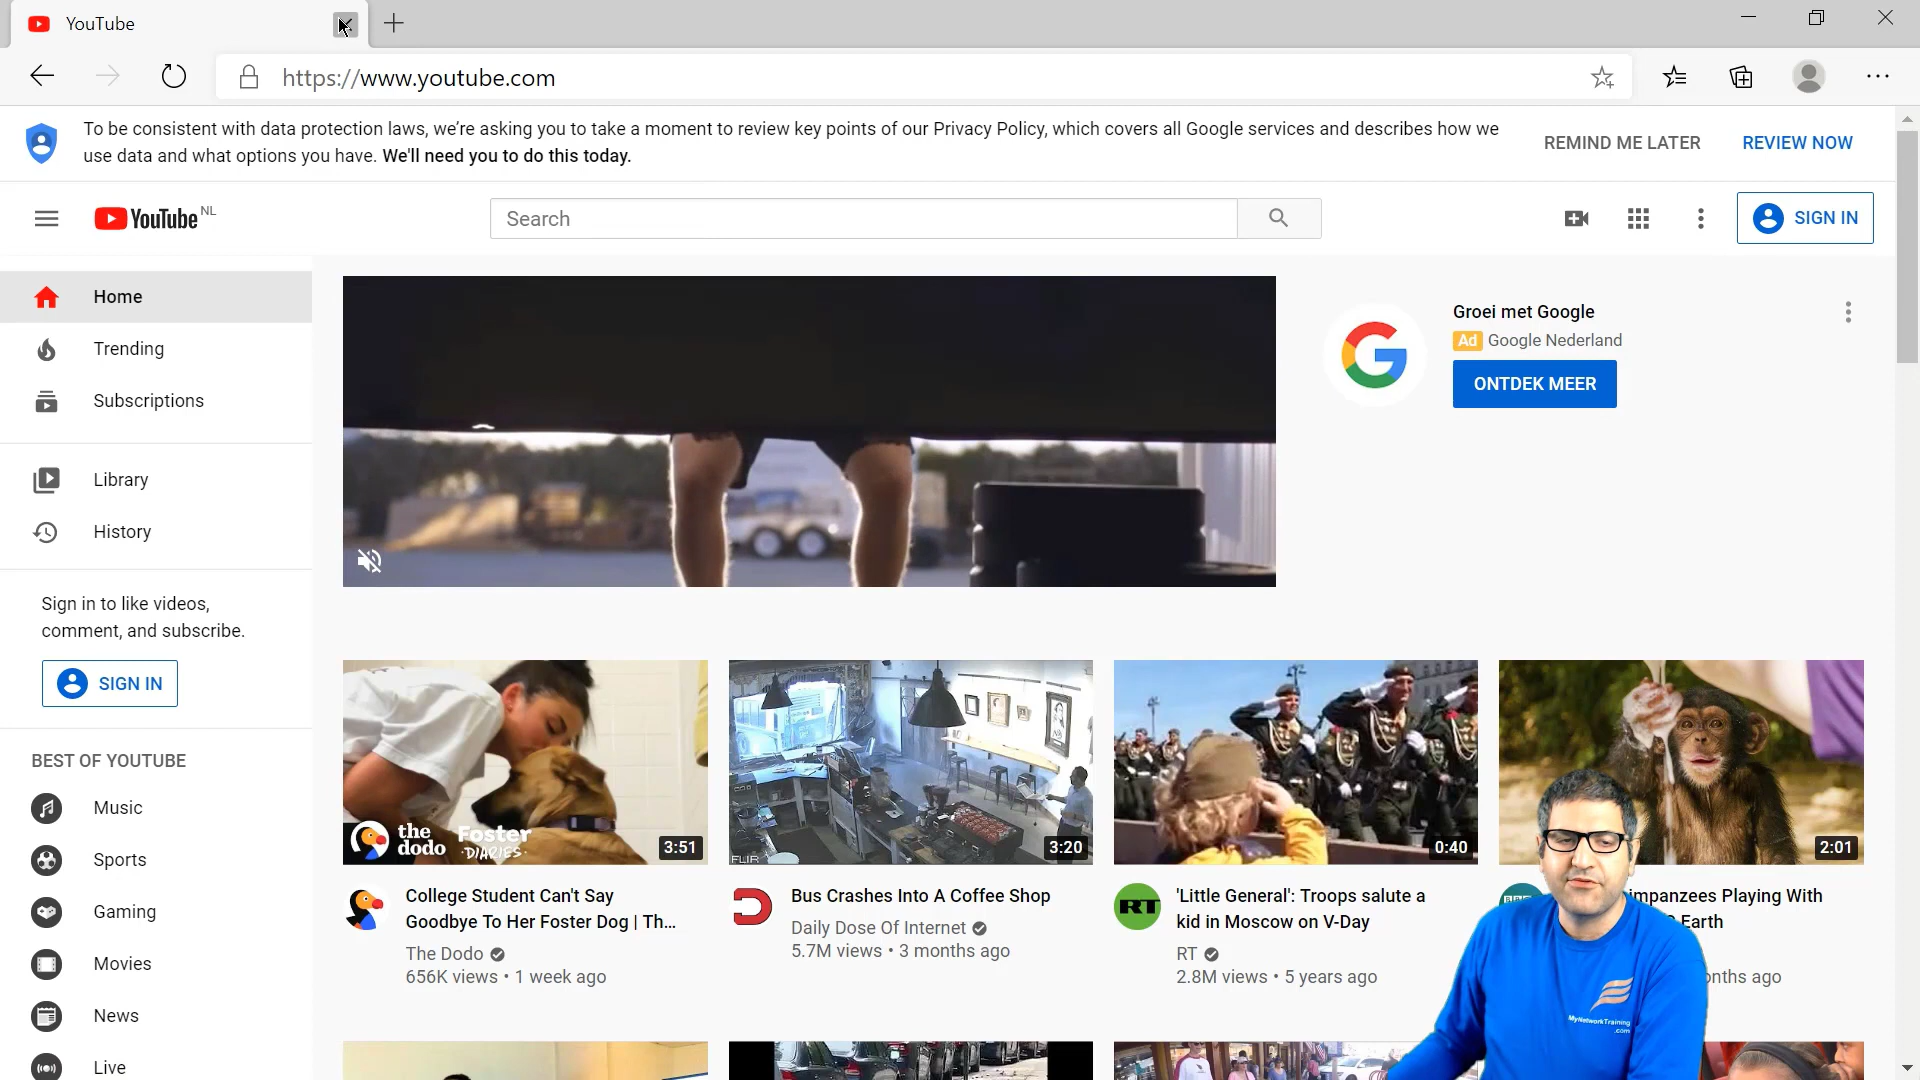 YouTube
https://www.youtube.com
To be consistent with data protection laws, we're asking you to take a moment to review key points of our Privacy Policy, which covers all Google services and describes how we
use data and what options you have. We'll need you to do this today.
REMIND ME LATER
REVIEW NOW
YouTube NL
Search
SIGN IN
Home
Trending
Subscriptions
Library
History
Sign in to like videos,
comment, and subscribe.
SIGN IN
BEST OF YOUTUBE
Music
Sports
Gaming
Movies
News
Live
Groei met Google
Ad Google Nederland
ONTDEK MEER
the dodo
Foster
DIARIES
3:51
College Student Can't Say
Goodbye To Her Foster Dog | Th...
The Dodo
656K views • 1 week ago
FLIR
3:20
Bus Crashes Into A Coffee Shop
Daily Dose Of Internet
5.7M views • 3 months ago
0:40
RT
'Little General': Troops salute a
kid in Moscow on V-Day
RT
2.8M views • 5 years ago
2:01
impanzees Playing With
Earth
onths ago
MyNetworkTraining
.com